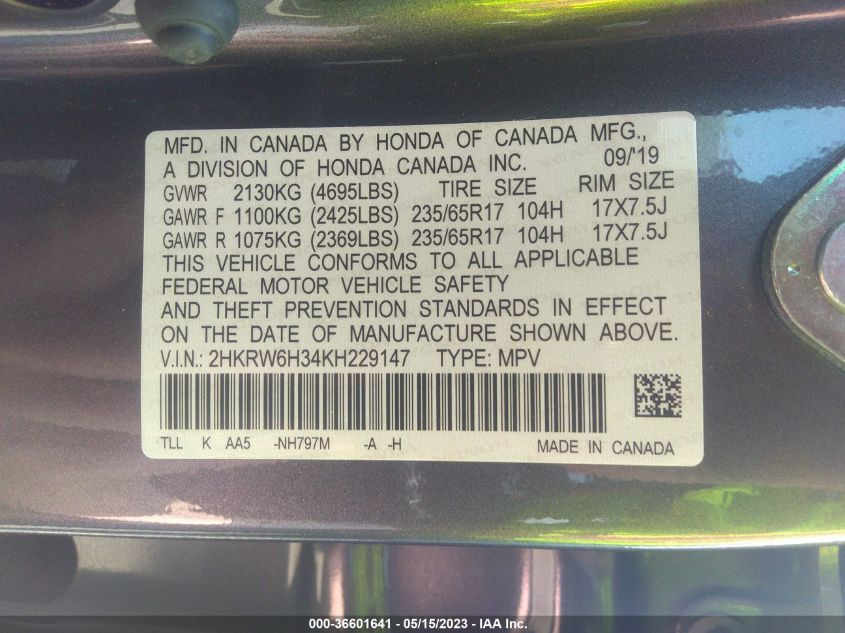 MFD. IN CANADA BY HONDA OF CANADA MFG.,
A DIVISION OF HONDA CANADA INC. 09/'19
GVWR 2130KG (4695LBS) TIRE SIZE RIM SIZE
GAWR F 1100KG (2425LBS) 235/65R17 104H 17X7.5J
GAWR R 1075KG (2369LBS) 235/65R17 104H 17X7.5J
THIS VEHICLE CONFORMS TO ALL APPLICABLE
FEDERAL MOTOR VEHICLE SAFETY
AND THEFT PREVENTION STANDARDS IN EFFECT
ON THE DATE OF MANUFACTURE SHOWN ABOVE.
V.I.N.: 2HKRW6H34KH229147 TYPE: MPV
TLL K AA5 -NH797M -A -H MADE IN CANADA
000-36601641 - 05/15/2023 - IAA Inc.